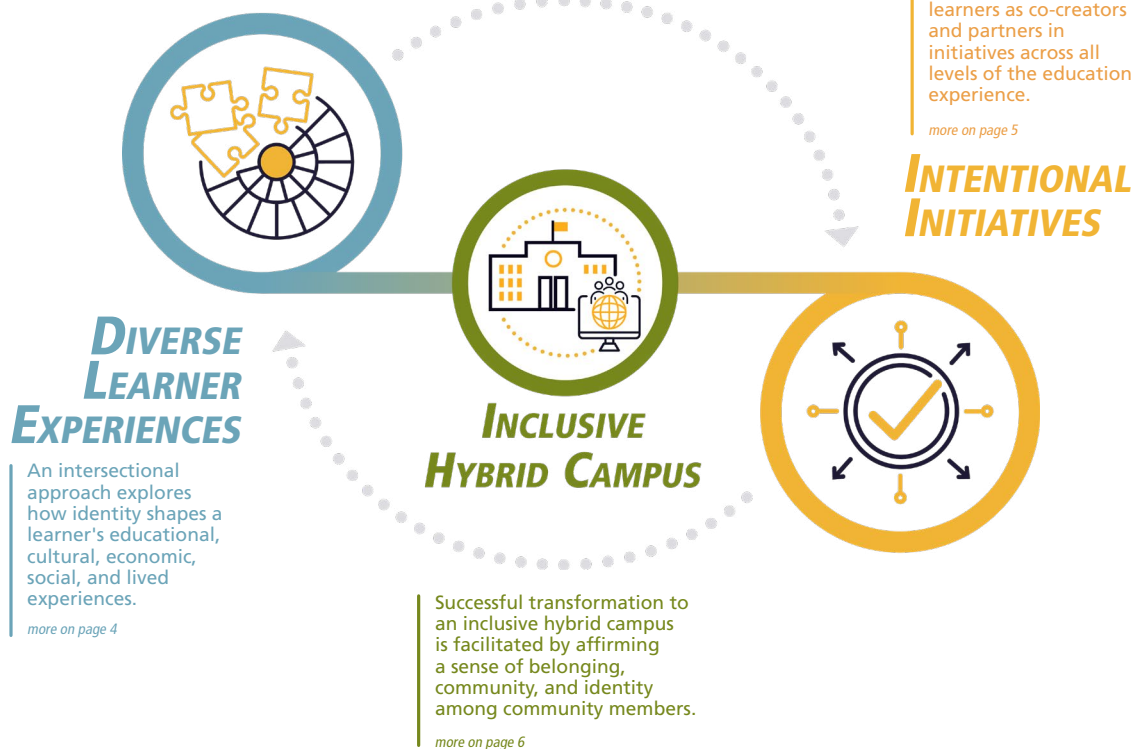 learners as co-creators
and partners in
initiatives across all
levels of the education
experience.
more on page 5
INTENTIONAL
INITIATIVES
DIVERSE
LEARNER
EXPERIENCES
An intersectional
approach explores
how identity shapes a
learner's educational,
cultural, economic,
social, and lived
experiences.
more on page 4
INCLUSIVE
HYBRID CAMPUS
Successful transformation to
an inclusive hybrid campus
is facilitated by affirming
a sense of belonging,
community, and identity
among community members.
more on page 6